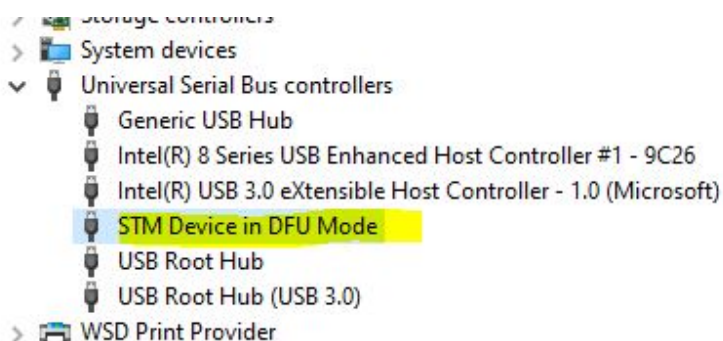 Storage controllers
System devices
Universal Serial Bus controllers
Generic USB Hub
Intel(R) 8 Series USB Enhanced Host Controller #1 - 9C26
Intel(R) USB 3.0 eXtensible Host Controller - 1.0 (Microsoft)
STM Device in DFU Mode
USB Root Hub
USB Root Hub (USB 3.0)
WSD Print Provider